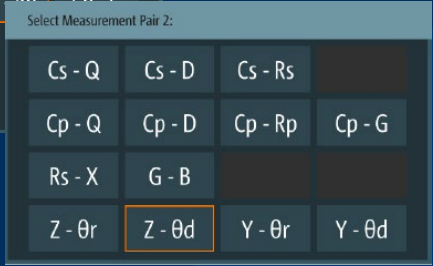 Select Measurement Pair 2:
Cs - Q Cs - D Cs - Rs
Cp - Q Cp - D Cp - Rp Cp - G
Rs - X G - B
Z - θr Z - θd Y - θr Y - θd